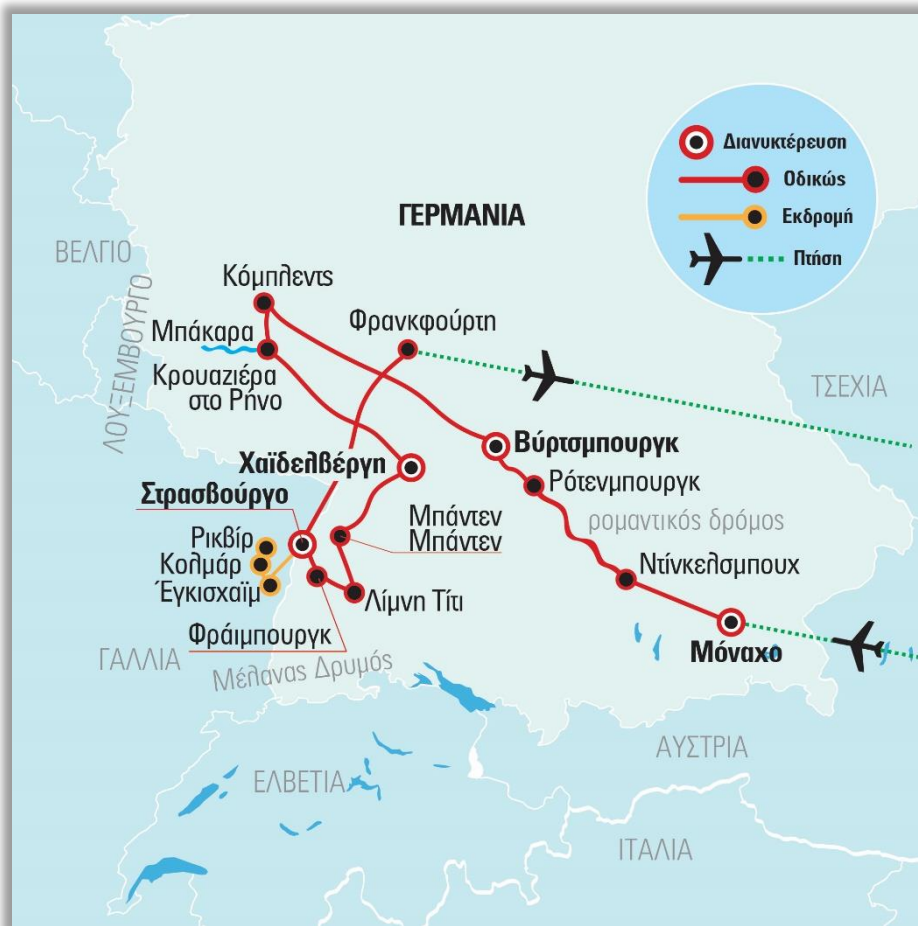 Διανυκτέρευση
Οδικώς
Εκδρομή
Πτήση
ΓΕΡΜΑΝΙΑ
ΒΕΛΓΙΟ
ΛΟΥΞΕΜΒΟΥΡΓΟ
Κόμπλεντς
Μπάκαρα
Κρουαζιέρα
στο Ρήνο
Φρανκφούρτη
ΤΣΕΧΙΑ
Χαϊδελβέργη
Βύρτσμπουργκ
Στρασβούργο
Ρότενμπουργκ
Μπάντεν
Μπάντεν
ρομαντικός δρόμος
Ρικβίρ
Κολμάρ
Έγκισχαϊμ
Ντίνκελσμπουχ
Λίμνη Τίτι
Φράιμπουργκ
Μόναχο
ΓΑΛΛΙΑ
Μέλανας Δρυμός
ΑΥΣΤΡΙΑ
ΕΛΒΕΤΙΑ
ΙΤΑΛΙΑ